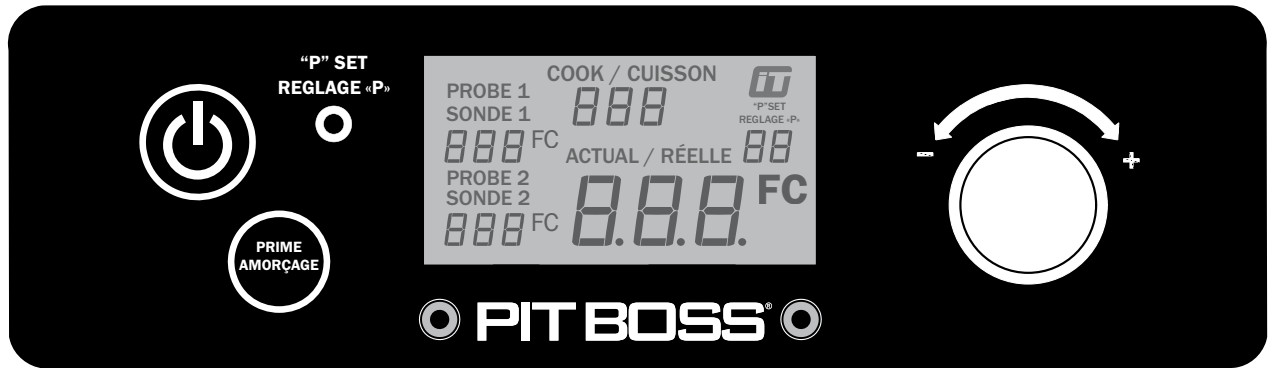 “P” SET
REGLAGE «P»
PRIME
AMORÇAGE
PROBE 1
SONDE 1
888 FC
PROBE 2
SONDE 2
888 FC
COOK / CUISSON
888
“P”SET
REGLAGE «P»
88
ACTUAL / RÉELLE
8.8.8. FC
- +
PIT BOSS®